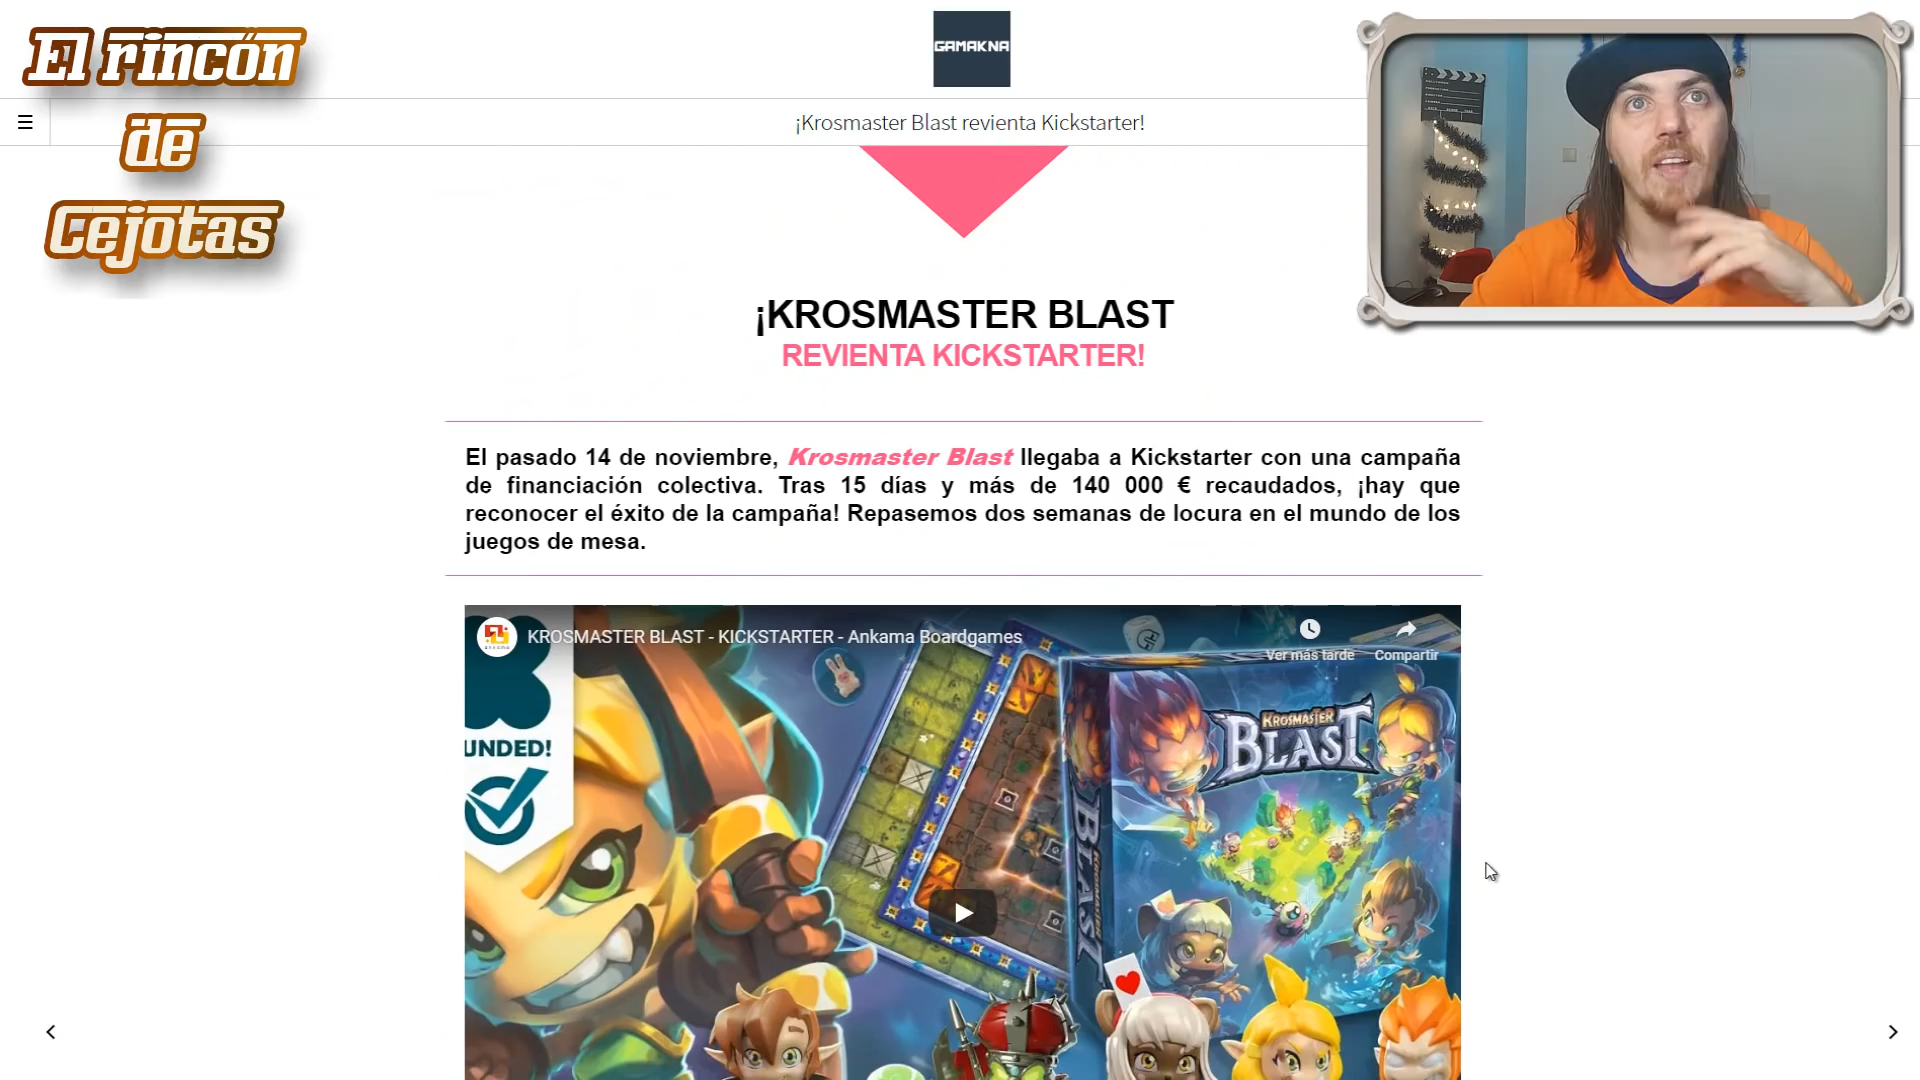 El rincón
de
Cejotas
GAMAKNA
¡Krosmaster Blast revienta Kickstarter!
¡KROSMASTER BLAST
REVIENTA KICKSTARTER!
El pasado 14 de noviembre, Krosmaster Blast llegaba a Kickstarter con una campaña
de financiación colectiva. Tras 15 días y más de 140 000 € recaudados, ¡hay que
reconocer el éxito de la campaña! Repasemos dos semanas de locura en el mundo de los
juegos de mesa.
KROSMASTER BLAST - KICKSTARTER - Ankama Boardgames
Ver más tarde
Compartir
UNDED!
KROSMASTER
BLAST
KROSMASTER
BLAST